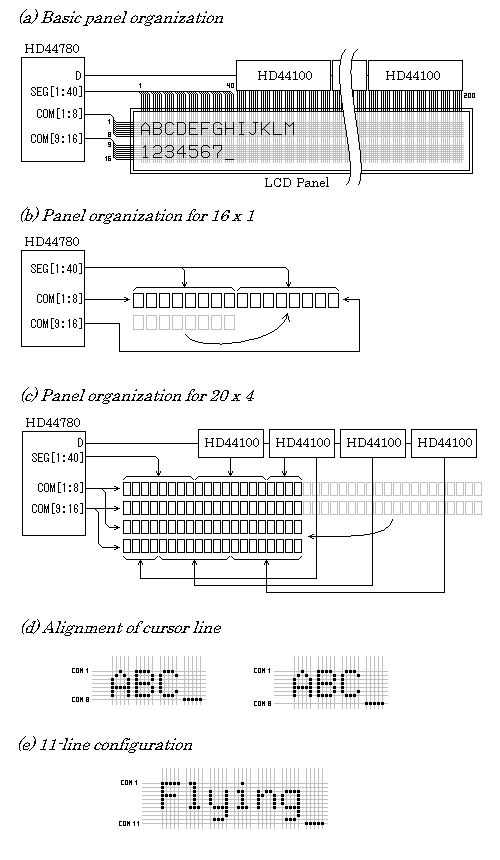 (a) Basic panel organization
HD44780
D
SEG[1:40]
COM[1:8]
COM[9:16]
HD44100
HD44100
1
40
200
1
8
9
16
ABCDEFGHIJKLM
1234567_
LCD Panel
(b) Panel organization for 16 x 1
HD44780
SEG[1:40]
COM[1:8]
COM[9:16]
(c) Panel organization for 20 x 4
HD44780
D
SEG[1:40]
COM[1:8]
COM[9:16]
HD44100
HD44100
HD44100
HD44100
(d) Alignment of cursor line
COM 1
COM 8
ABC_
COM 1
COM 8
ABC_
(e) 11-line configuration
COM 1
COM 11
Flying_